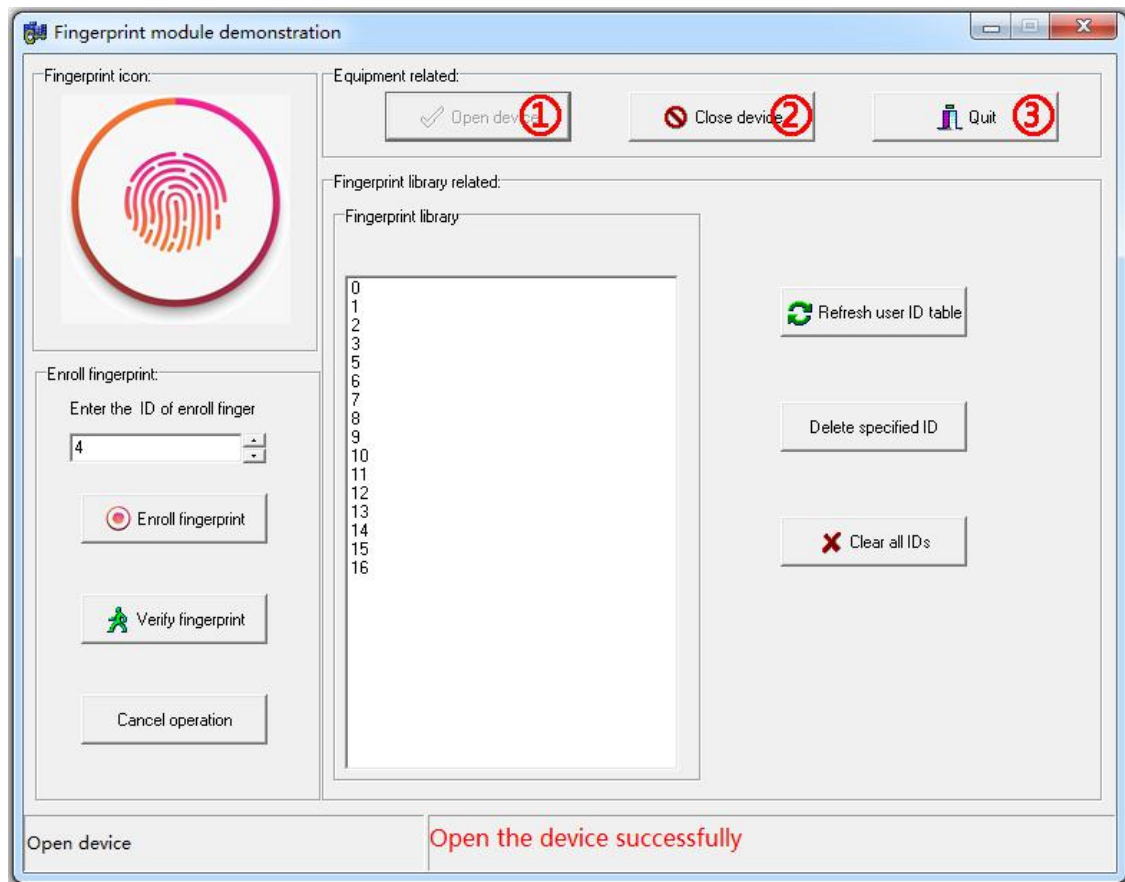 Fingerprint module demonstration
Fingerprint icon:
Equipment related:
Open device ①
Close device ②
Quit ③
Fingerprint library related:
Fingerprint library
0
1
2
3
5
6
7
8
9
10
11
12
13
14
15
16
Refresh user ID table
Delete specified ID
Clear all IDs
Enroll fingerprint:
Enter the ID of enroll finger
4
Enroll fingerprint
Verify fingerprint
Cancel operation
Open device
Open the device successfully